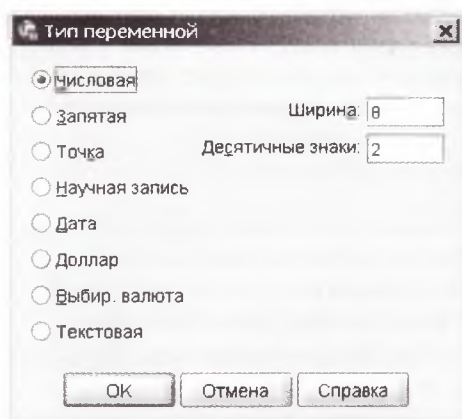 Тип переменной
Числовая
Запятая
Ширина: 8
Точка
Десятичные знаки: 2
Научная запись
Дата
Доллар
Выбир. валюта
Текстовая
OK Отмена Справка